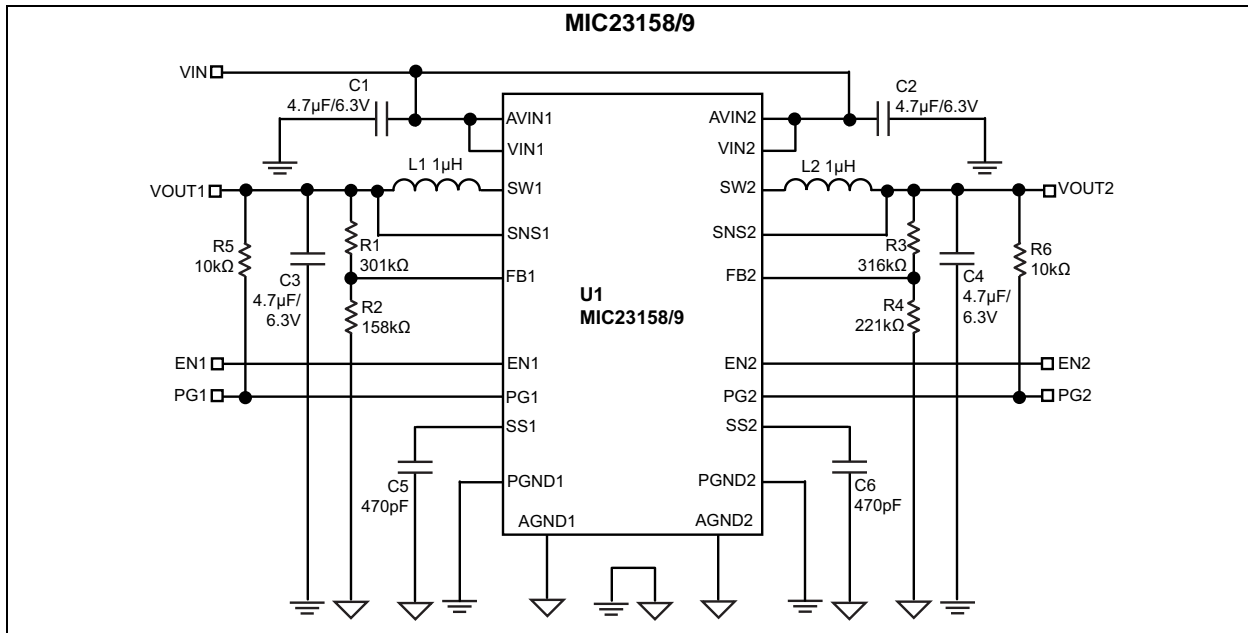 MIC23158/9
VIN
C1
4.7µF/6.3V
C2
4.7µF/6.3V
AVIN1
AVIN2
VIN1
VIN2
L1 1µH
L2 1µH
VOUT1
SW1
SW2
VOUT2
SNS1
SNS2
R5
10kΩ
R1
301kΩ
R3
316kΩ
R6
10kΩ
C3
4.7µF/
6.3V
FB1
FB2
C4
4.7µF/
6.3V
U1
MIC23158/9
R2
158kΩ
R4
221kΩ
EN1
EN1
EN2
EN2
PG1
PG1
PG2
PG2
SS1
SS2
C5
470pF
PGND1
PGND2
C6
470pF
AGND1
AGND2